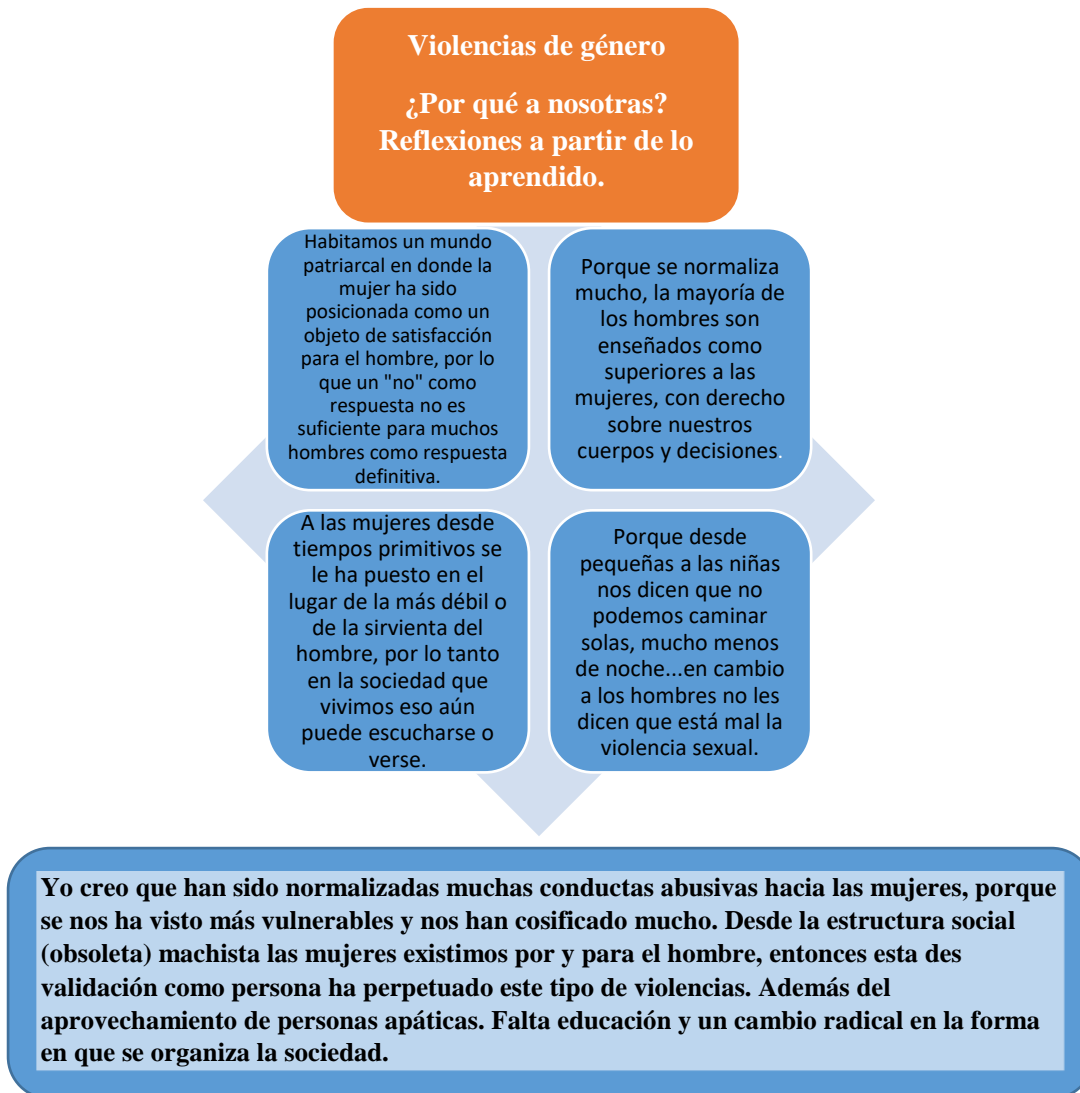 Violencias de género
¿Por qué a nosotras?
Reflexiones a partir de lo
aprendido.
Habitamos un mundo
patriarcal en donde la
mujer ha sido
posicionada como un
objeto de satisfacción
para el hombre, por lo
que un "no" como
respuesta no es
suficiente para muchos
hombres como respuesta
definitiva.
Porque se normaliza
mucho, la mayoría de
los hombres son
enseñados como
superiores a las
mujeres, con derecho
sobre nuestros
cuerpos y decisiones.
A las mujeres desde
tiempos primitivos se
le ha puesto en el
lugar de la más débil o
de la sirvienta del
hombre, por lo tanto
en la sociedad que
vivimos eso aún
puede escucharse o
verse.
Porque desde
pequeñas a las niñas
nos dicen que no
podemos caminar
solas, mucho menos
de noche...en cambio
a los hombres no les
dicen que está mal la
violencia sexual.
Yo creo que han sido normalizadas muchas conductas abusivas hacia las mujeres, porque
se nos ha visto más vulnerables y nos han cosificado mucho. Desde la estructura social
(obsoleta) machista las mujeres existimos por y para el hombre, entonces esta des
validación como persona ha perpetuado este tipo de violencias. Además del
aprovechamiento de personas apáticas. Falta educación y un cambio radical en la forma
en que se organiza la sociedad.